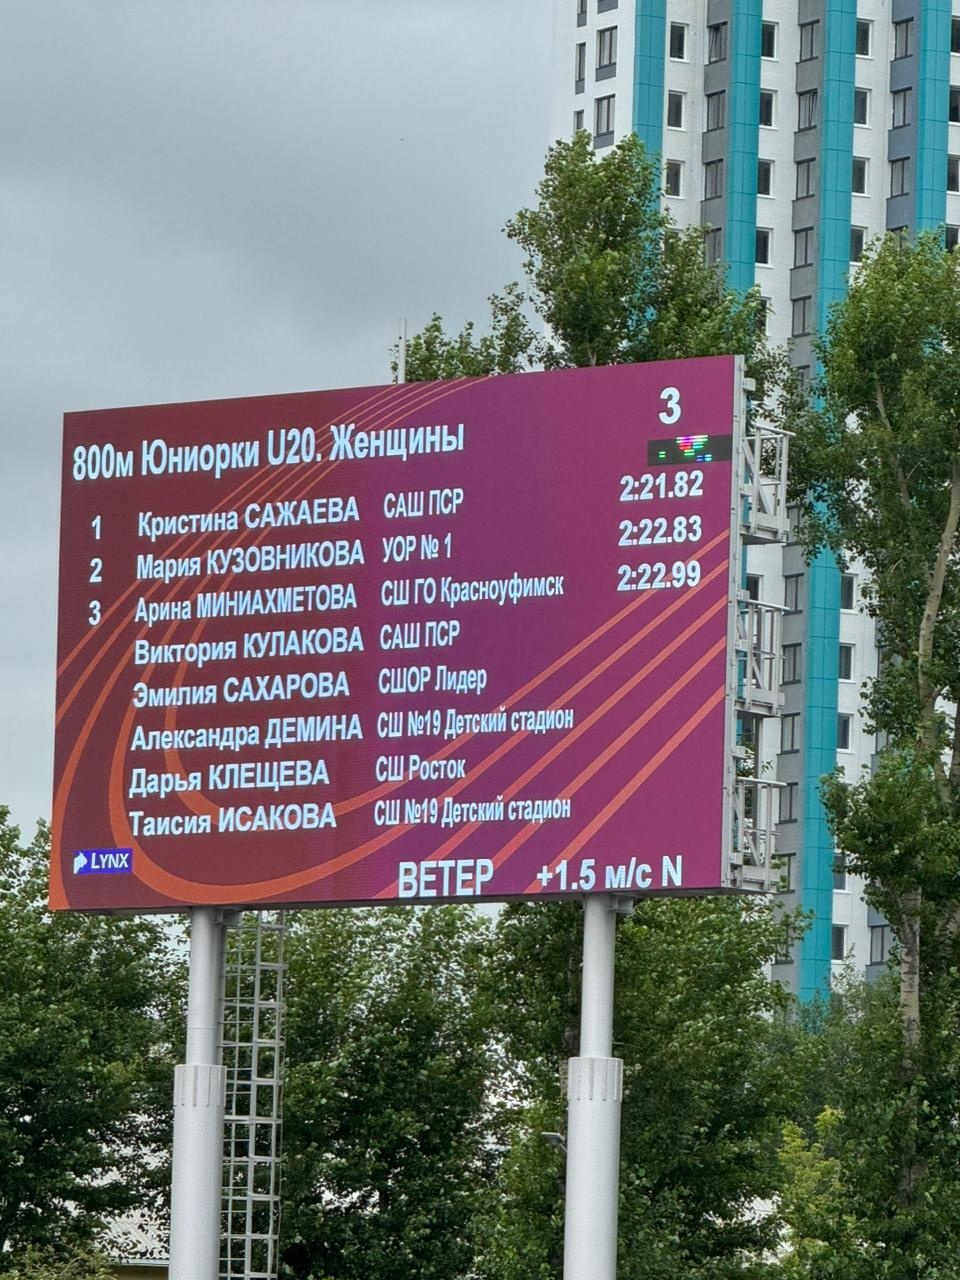 800м Юниорки U20. Женщины 3
1 Кристина САЖАЕВА САШ ПСР 2:21.82
2 Мария КУЗОВНИКОВА УОР № 1 2:22.83
3 Арина МИНИАХМЕТОВА СШ ГО Красноуфимск 2:22.99
Виктория КУЛАКОВА САШ ПСР
Эмилия САХАРОВА СШОР Лидер
Александра ДЕМИНА СШ №19 Детский стадион
Дарья КЛЕЩЕВА СШ Росток
Таисия ИСАКОВА СШ №19 Детский стадион
LYNX
ВЕТЕР +1.5 м/с N